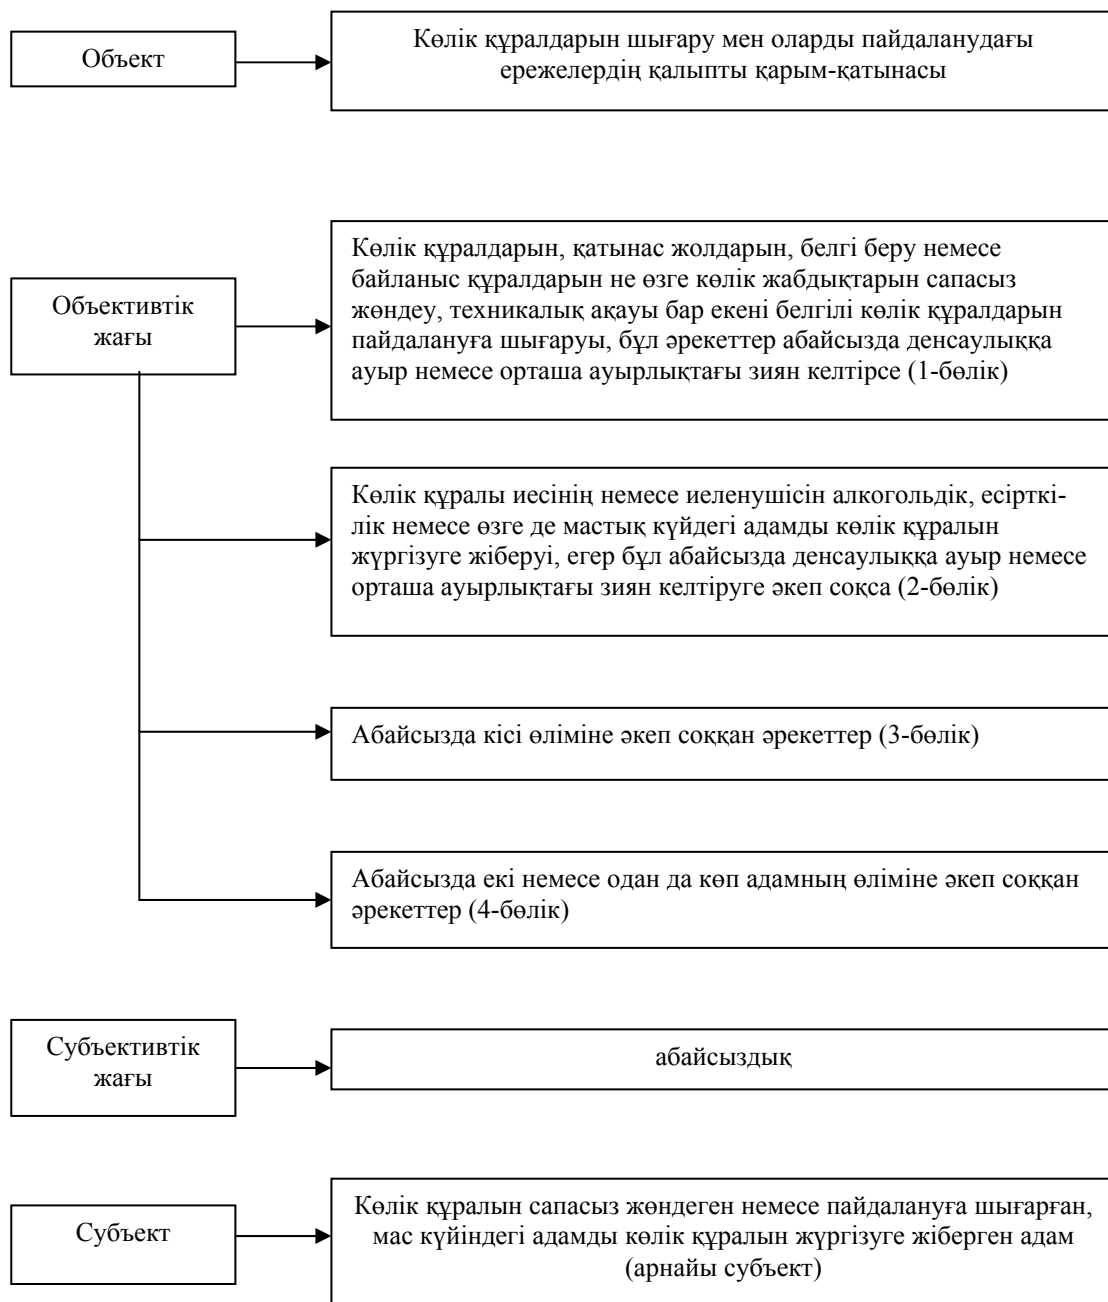 Объект
Көлік құралдарын шығару мен оларды пайдаланудағы
ережелердің қалыпты қарым-қатынасы
Объективтік
жағы
Көлік құралдарын, қатынас жолдарын, белгі беру немесе
байланыс құралдарын не өзге көлік жабдықтарын сапасыз
жөндеу, техникалық ақауы бар екені белгілі көлік құралдарын
пайдалануға шығаруы, бұл әрекеттер абайсызда денсаулыққа
ауыр немесе орташа ауырлықтағы зиян келтірсе (1-бөлік)
Көлік құралы иесінің немесе иеленушісін алкогольдік, есірткі-
лік немесе өзге де мастық күйдегі адамды көлік құралын
жүргізуге жіберуі, егер бұл абайсызда денсаулыққа ауыр немесе
орташа ауырлықтағы зиян келтіруге әкеп соқса (2-бөлік)
Абайсызда кісі өліміне әкеп соққан әрекеттер (3-бөлік)
Абайсызда екі немесе одан да көп адамның өліміне әкеп соққан
әрекеттер (4-бөлік)
Субъективтік
жағы
абайсыздық
Субъект
Көлік құралын сапасыз жөндеген немесе пайдалануға шығарған,
мас күйіндегі адамды көлік құралын жүргізуге жіберген адам
(арнайы субъект)